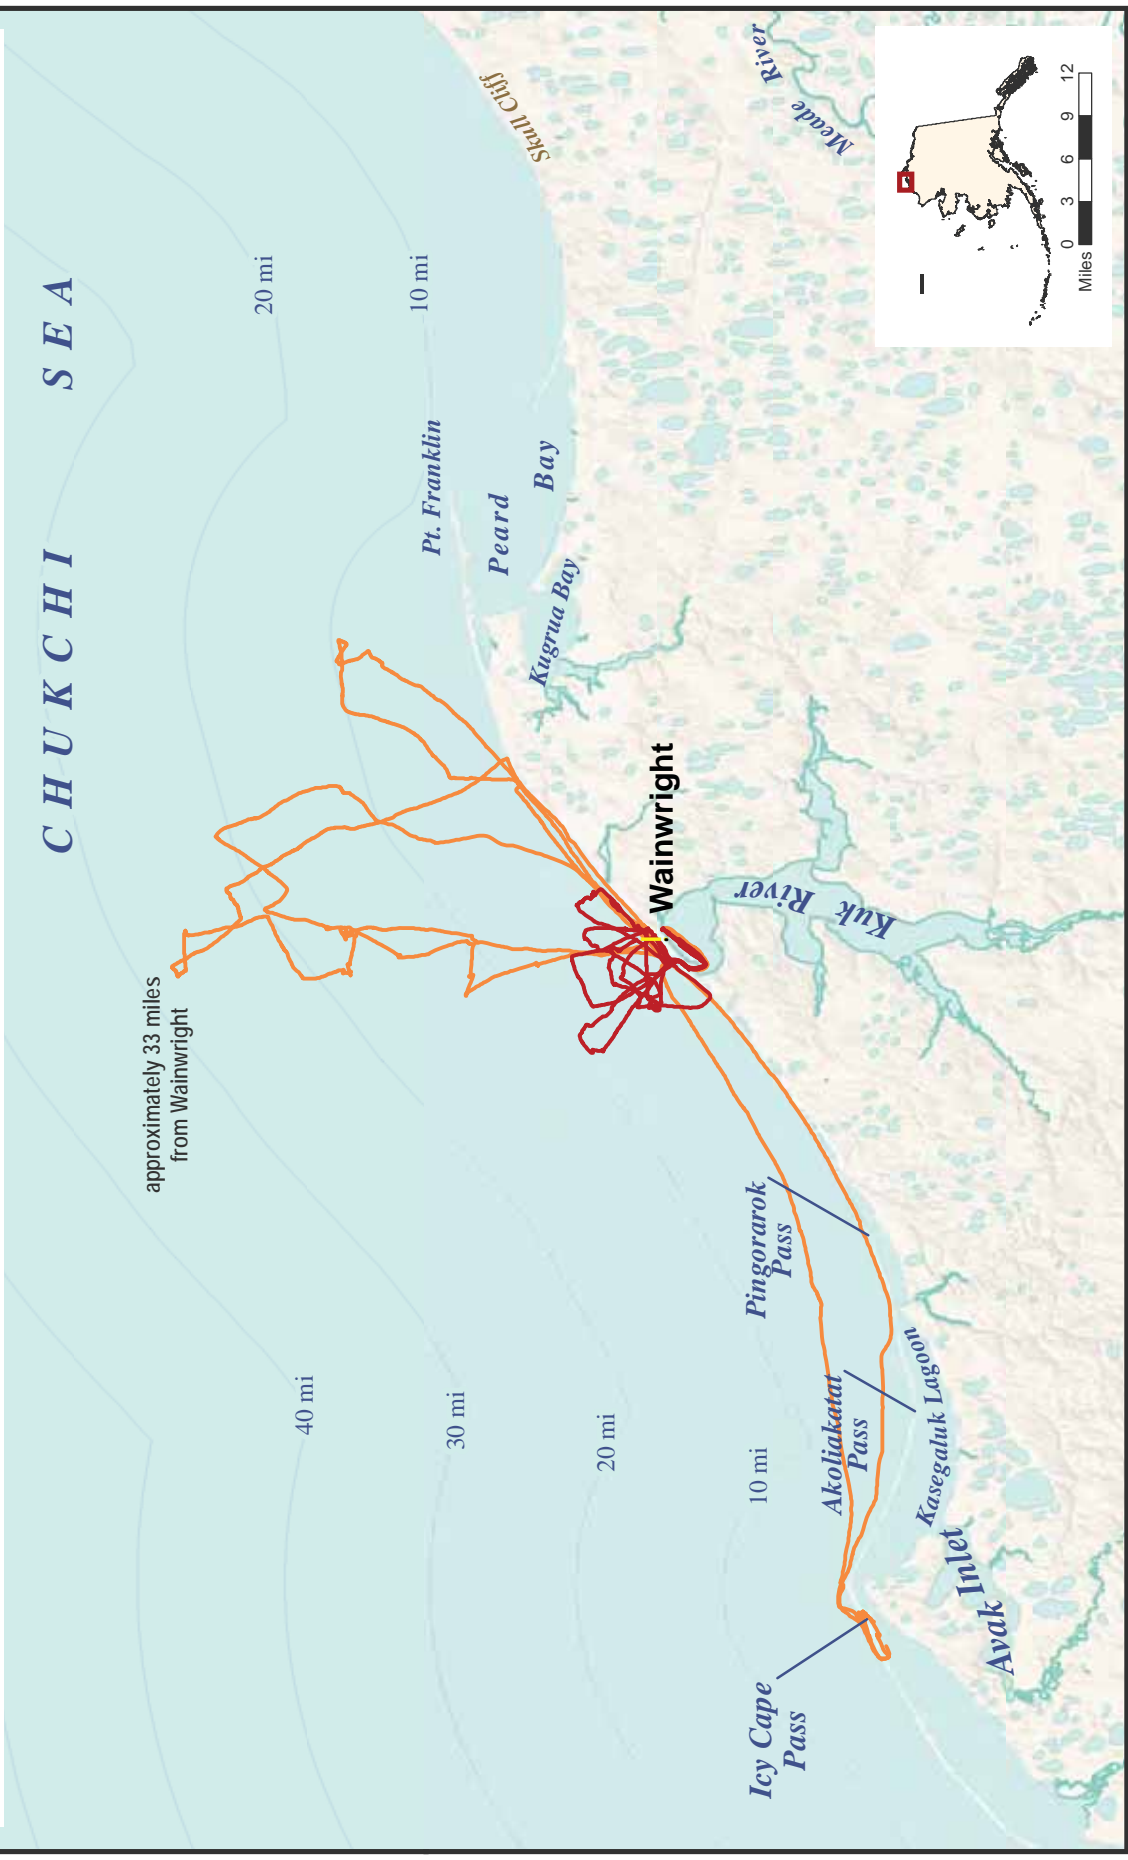 CHUKCHI SEA
approximately 33 miles
from Wainwright
20 mi
10 mi
40 mi
30 mi
20 mi
10 mi
Skull Cliff
Meade River
Pt. Franklin
Peard
Bay
Kugrua Bay
Wainwright
Kuk River
Pingorarok
Pass
Akoliakatat
Pass
Kasegaluk Lagoon
Avak Inlet
Icy Cape
Pass
0 3 6 9 12
Miles